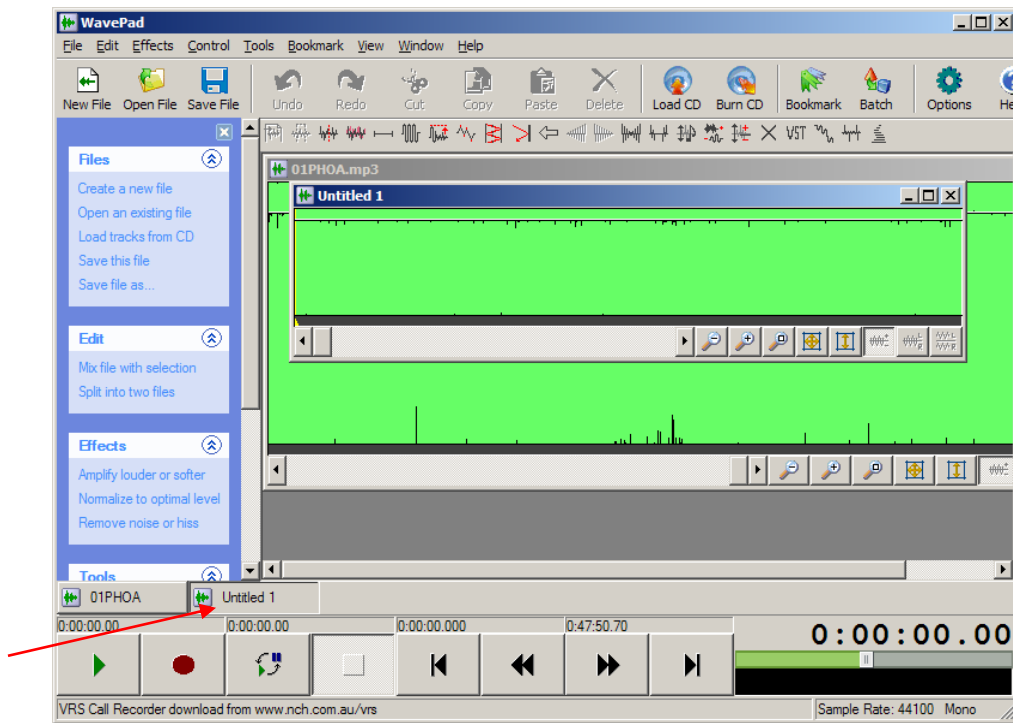 WavePad
File Edit Effects Control Tools Bookmark View Window Help
New File Open File Save File Undo Redo Cut Copy Paste Delete Load CD Burn CD Bookmark Batch Options He
VST
Files
Create a new file
Open an existing file
Load tracks from CD
Save this file
Save file as...
Edit
Mix file with selection
Split into two files
Effects
Amplify louder or softer
Normalize to optimal level
Remove noise or hiss
Tools
01PHOA.mp3
Untitled 1
01PHOA Untitled 1
0:00:00.00 0:00:00.00 0:00:00.000 0:47:50.70
0:00:00.00
VRS Call Recorder download from www.nch.com.au/vrs Sample Rate: 44100 Mono